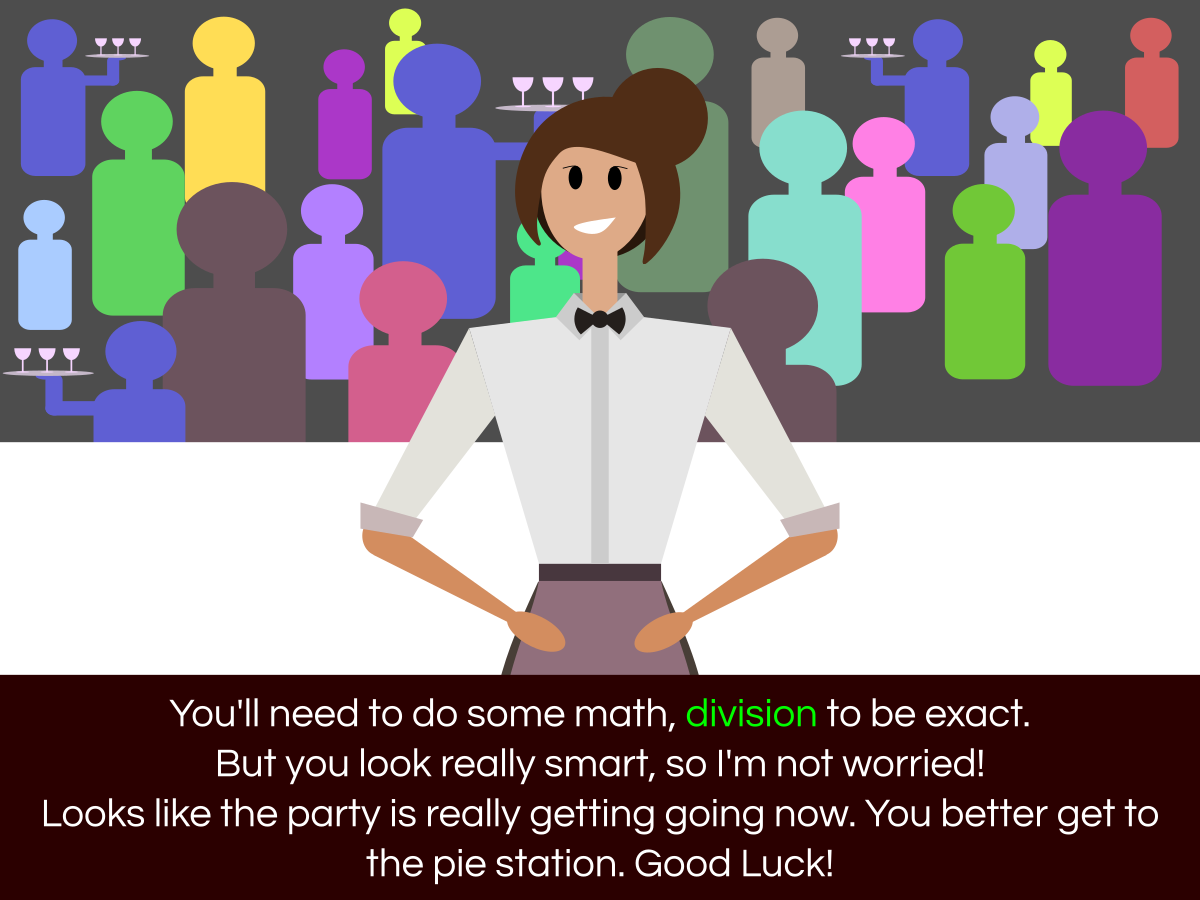 You'll need to do some math, division to be exact.
But you look really smart, so I'm not worried!
Looks like the party is really getting going now. You better get to
the pie station. Good Luck!